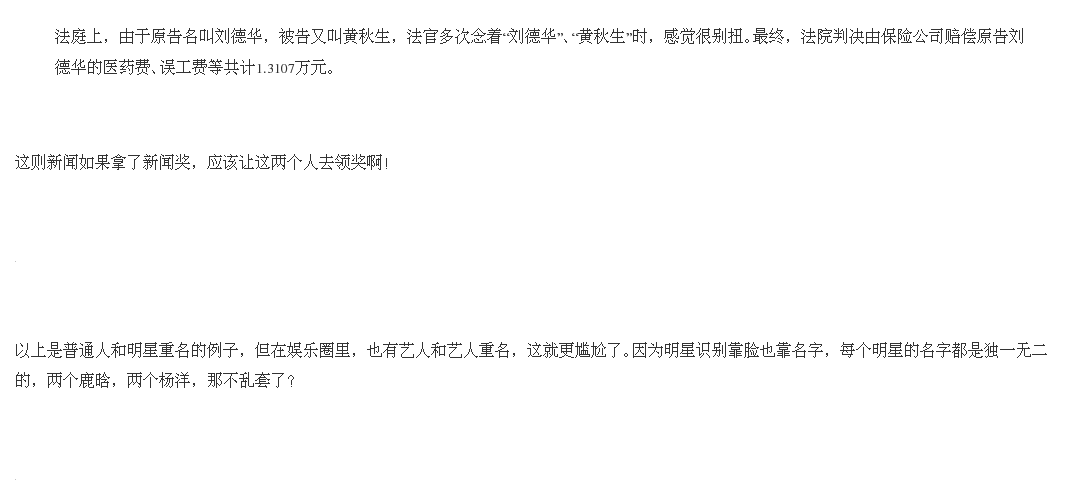 法庭上，由于原告名叫刘德华，被告又叫黄秋生，法官多次念着“刘德华”、“黄秋生”时，感觉很别扭。最终，法院判决由保险公司赔偿原告刘
德华的医药费、误工费等共计1.3107万元。
这则新闻如果拿了新闻奖，应该让这两个人去领奖啊!
以上是普通人和明星重名的例子，但在娱乐圈里，也有艺人和艺人重名，这就更尴尬了。因为明星识别靠脸也靠名字，每个明星的名字都是独一无二
的，两个鹿晗，两个杨洋，那不乱套了?